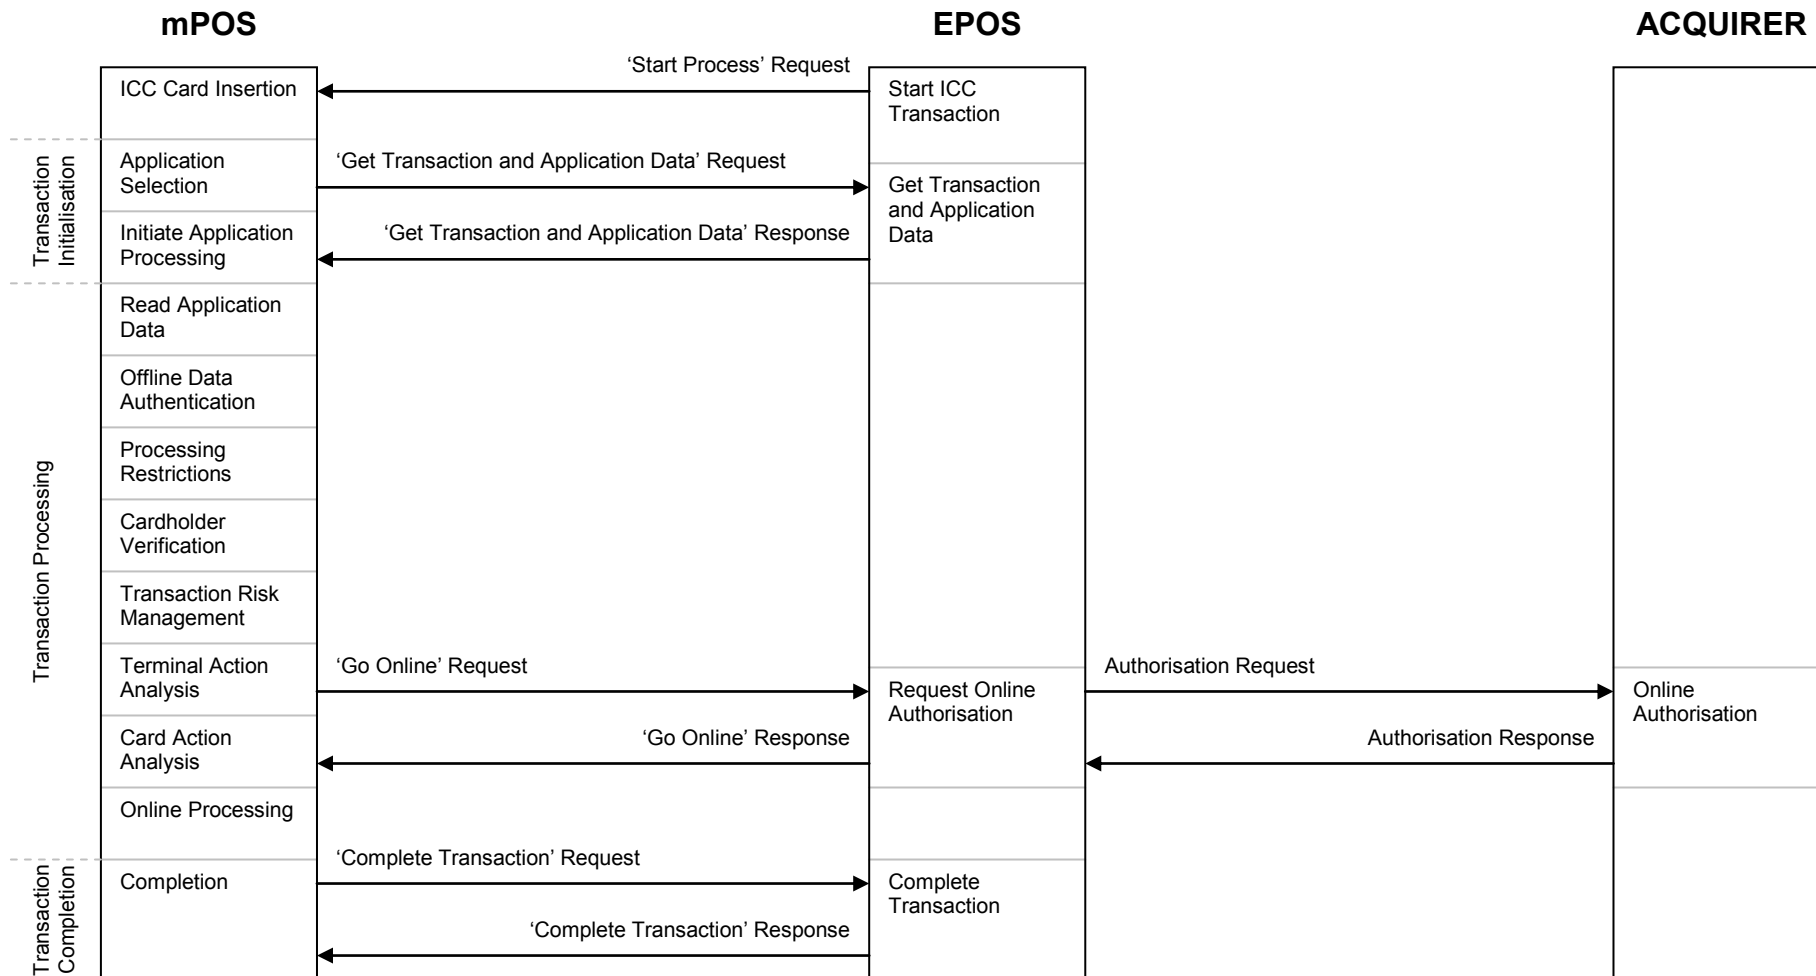 mPOS
EPOS
ACQUIRER
‘Start Process’ Request
ICC Card Insertion
Start ICC
Transaction
Transaction
Initialisation
Application
Selection
‘Get Transaction and Application Data’ Request
Get Transaction
and Application
Data
Initiate Application
Processing
‘Get Transaction and Application Data’ Response
Transaction Processing
Read Application
Data
Offline Data
Authentication
Processing
Restrictions
Cardholder
Verification
Transaction Risk
Management
Terminal Action
Analysis
‘Go Online’ Request
Request Online
Authorisation
Authorisation Request
Online
Authorisation
Card Action
Analysis
‘Go Online’ Response
Authorisation Response
Online Processing
Transaction
Completion
Completion
‘Complete Transaction’ Request
Complete
Transaction
‘Complete Transaction’ Response